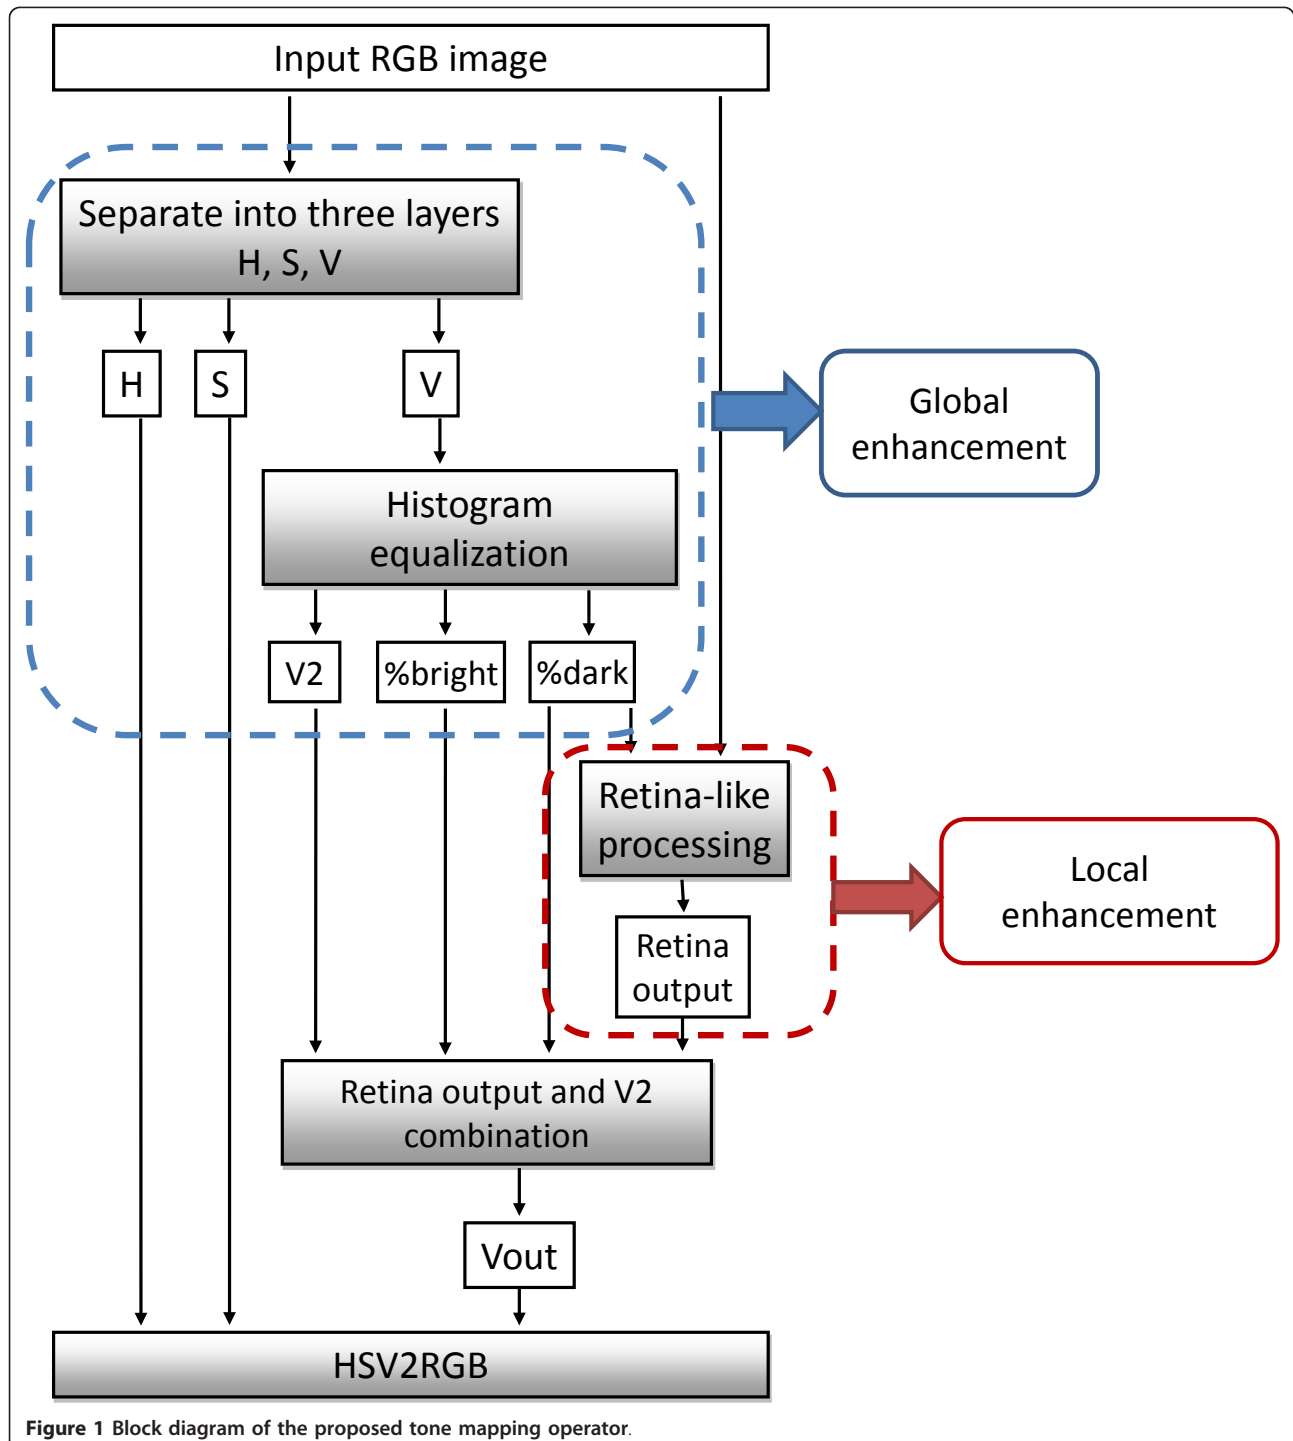 Input RGB image
Separate into three layers
H, S, V
H
S
V
Global
enhancement
Histogram
equalization
V2
%bright
%dark
Retina-like
processing
Local
enhancement
Retina
output
Retina output and V2
combination
Vout
HSV2RGB
Figure 1 Block diagram of the proposed tone mapping operator.